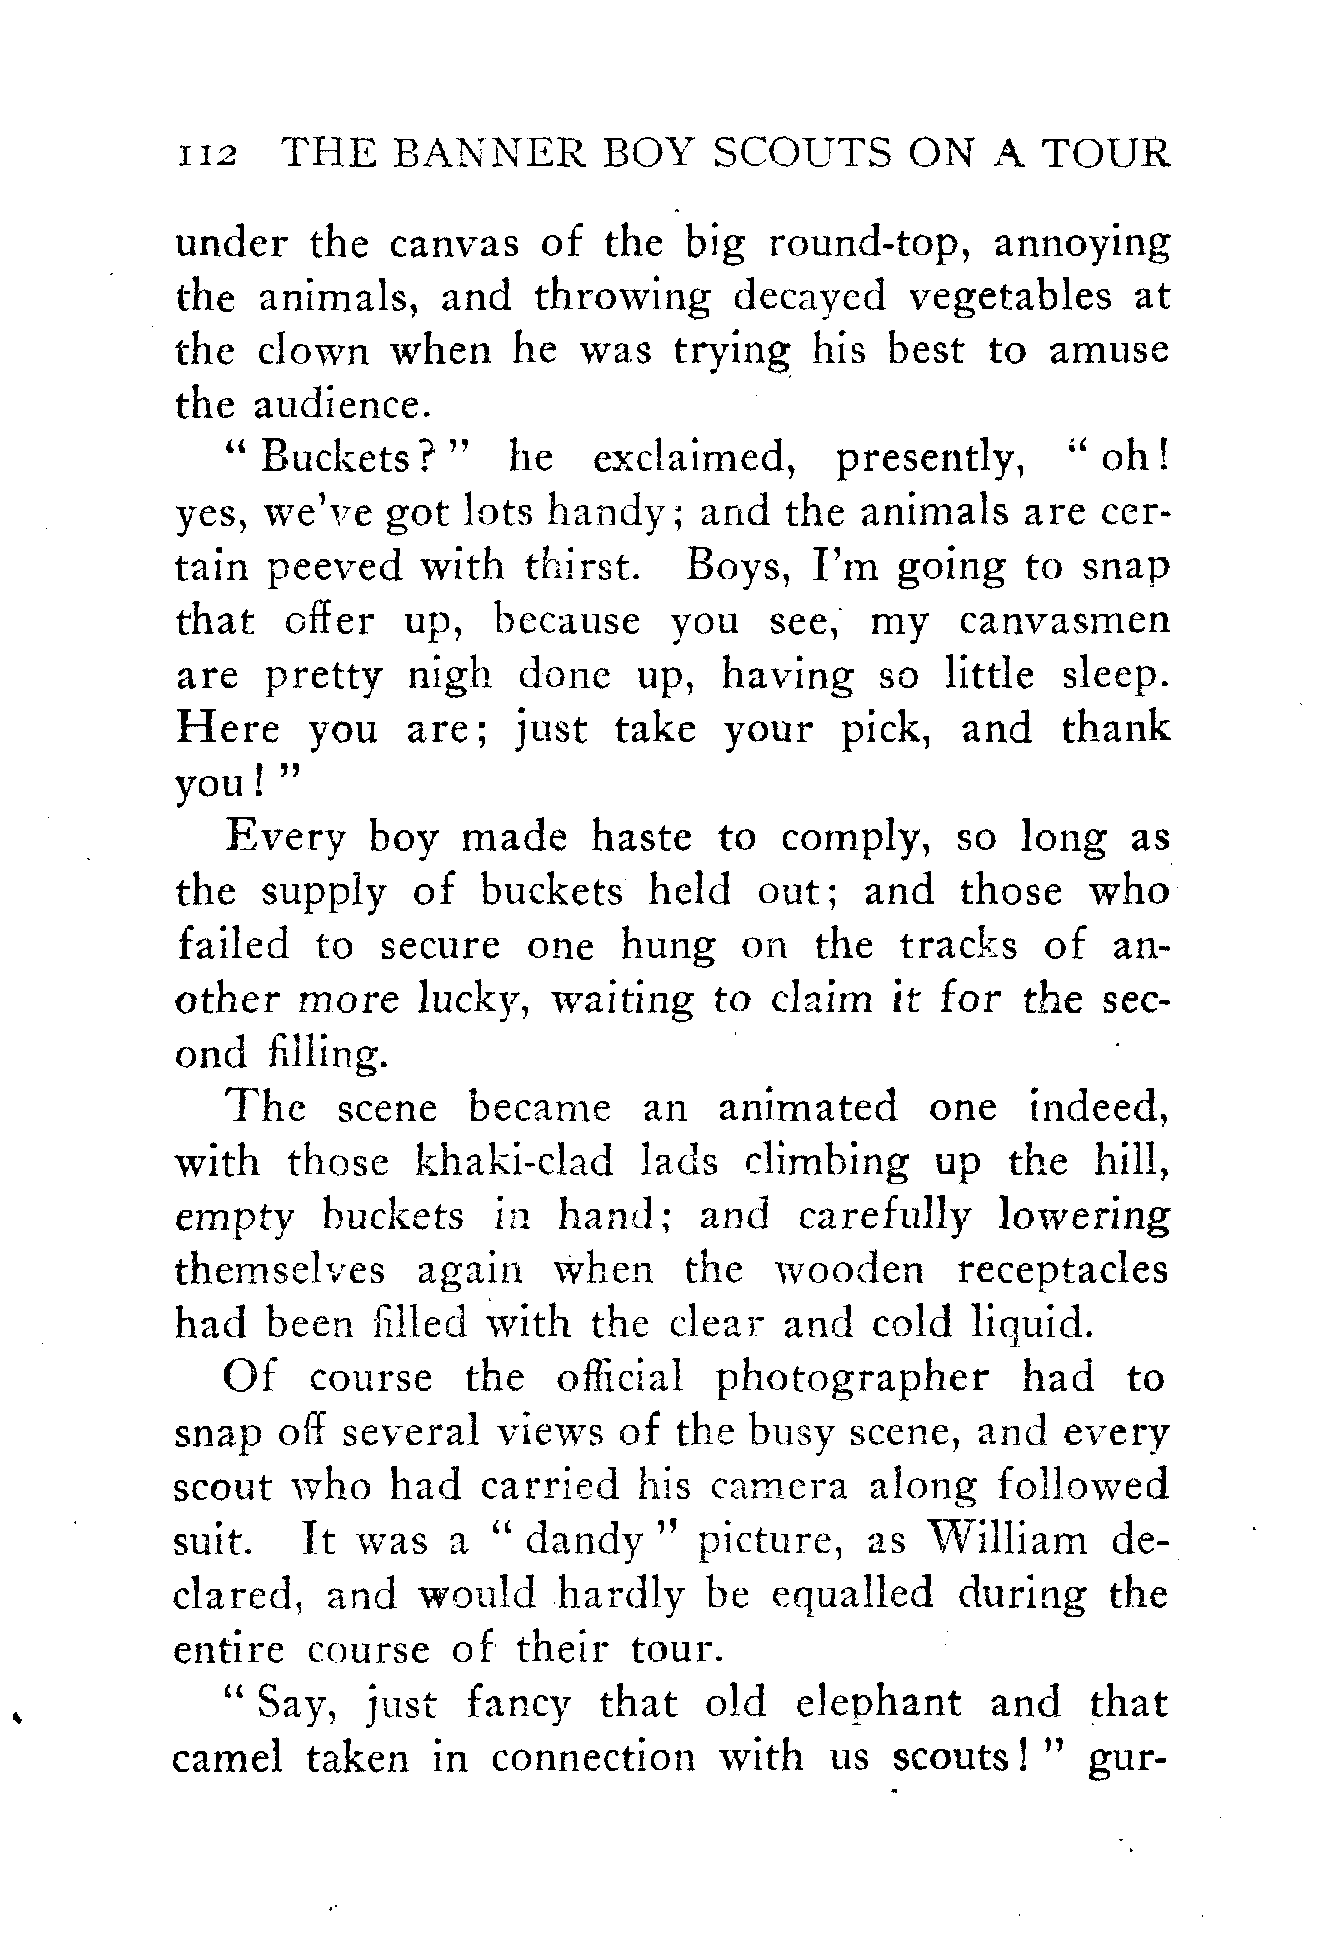 112 THE BANNER BOY SCOUTS ON A TOUR
under the canvas of the big round-top, annoying
the animals, and throwing decayed vegetables at
the clown when he was trying his best to amuse
the audience.
“ Buckets? ” he exclaimed, presently, “ oh!
yes, we’ve got lots handy; and the animals are cer-
tain peeved with thirst. Boys, I’m going to snap
that offer up, because you see, my canvasmen
are pretty nigh done up, having so little sleep.
Here you are; just take your pick, and thank
you! ”
Every boy made haste to comply, so long as
the supply of buckets held out; and those who
failed to secure one hung on the tracks of an-
other more lucky, waiting to claim it for the sec-
ond filling.
The scene became an animated one indeed,
with those khaki-clad lads climbing up the hill,
empty buckets in hand; and carefully lowering
themselves again when the wooden receptacles
had been filled with the clear and cold liquid.
Of course the official photographer had to
snap off several views of the busy scene, and every
scout who had carried his camera along followed
suit. It was a “ dandy ” picture, as William de-
clared, and would hardly be equalled during the
entire course of their tour.
“ Say, just fancy that old elephant and that
camel taken in connection with us scouts! ” gur-